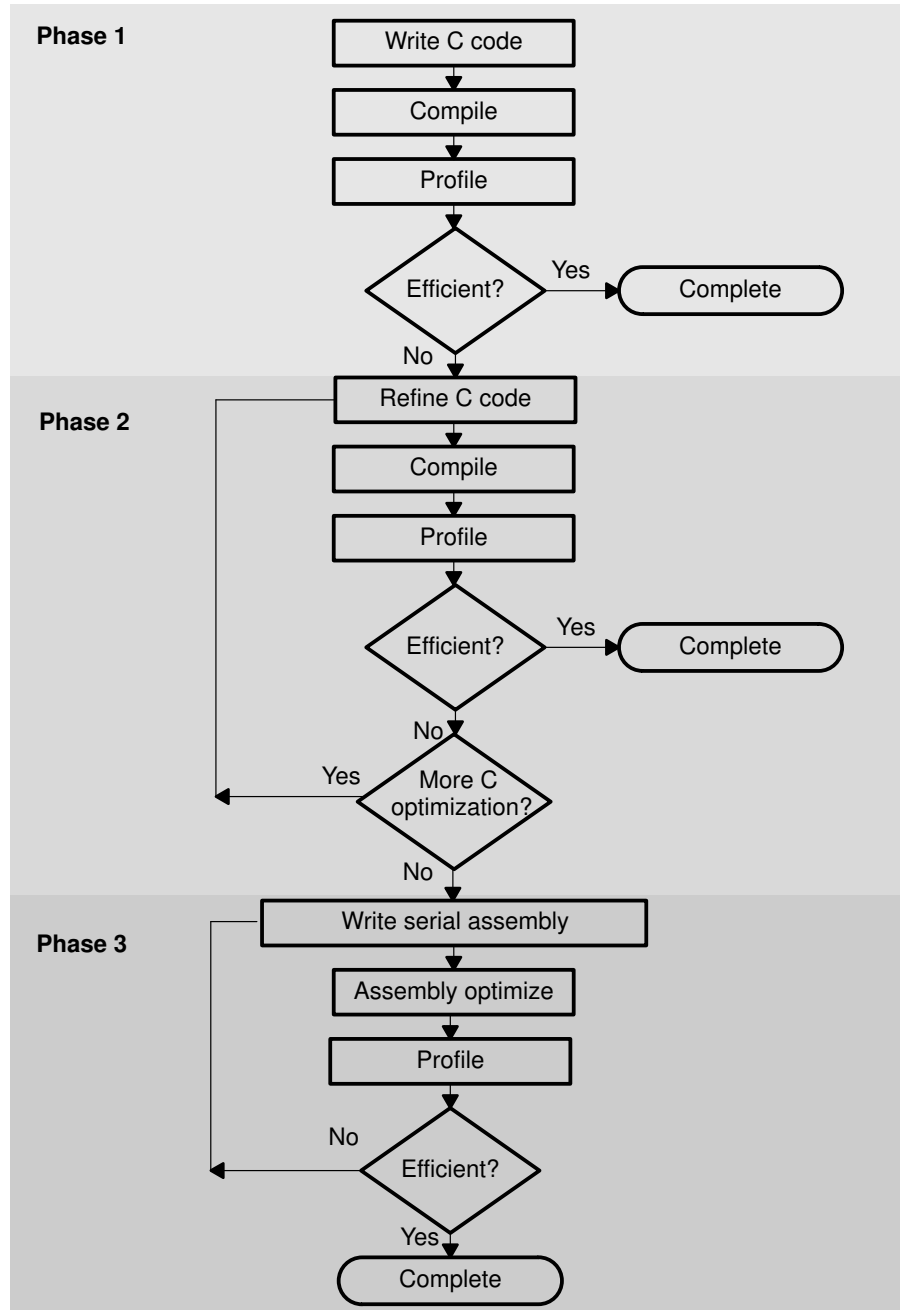 Phase 1
Write C code
Compile
Profile
Efficient?
Yes
Complete
No
Phase 2
Refine C code
Compile
Profile
Efficient?
Yes
Complete
No
Yes
More C
optimization?
No
Phase 3
Write serial assembly
Assembly optimize
Profile
No
Efficient?
Yes
Complete